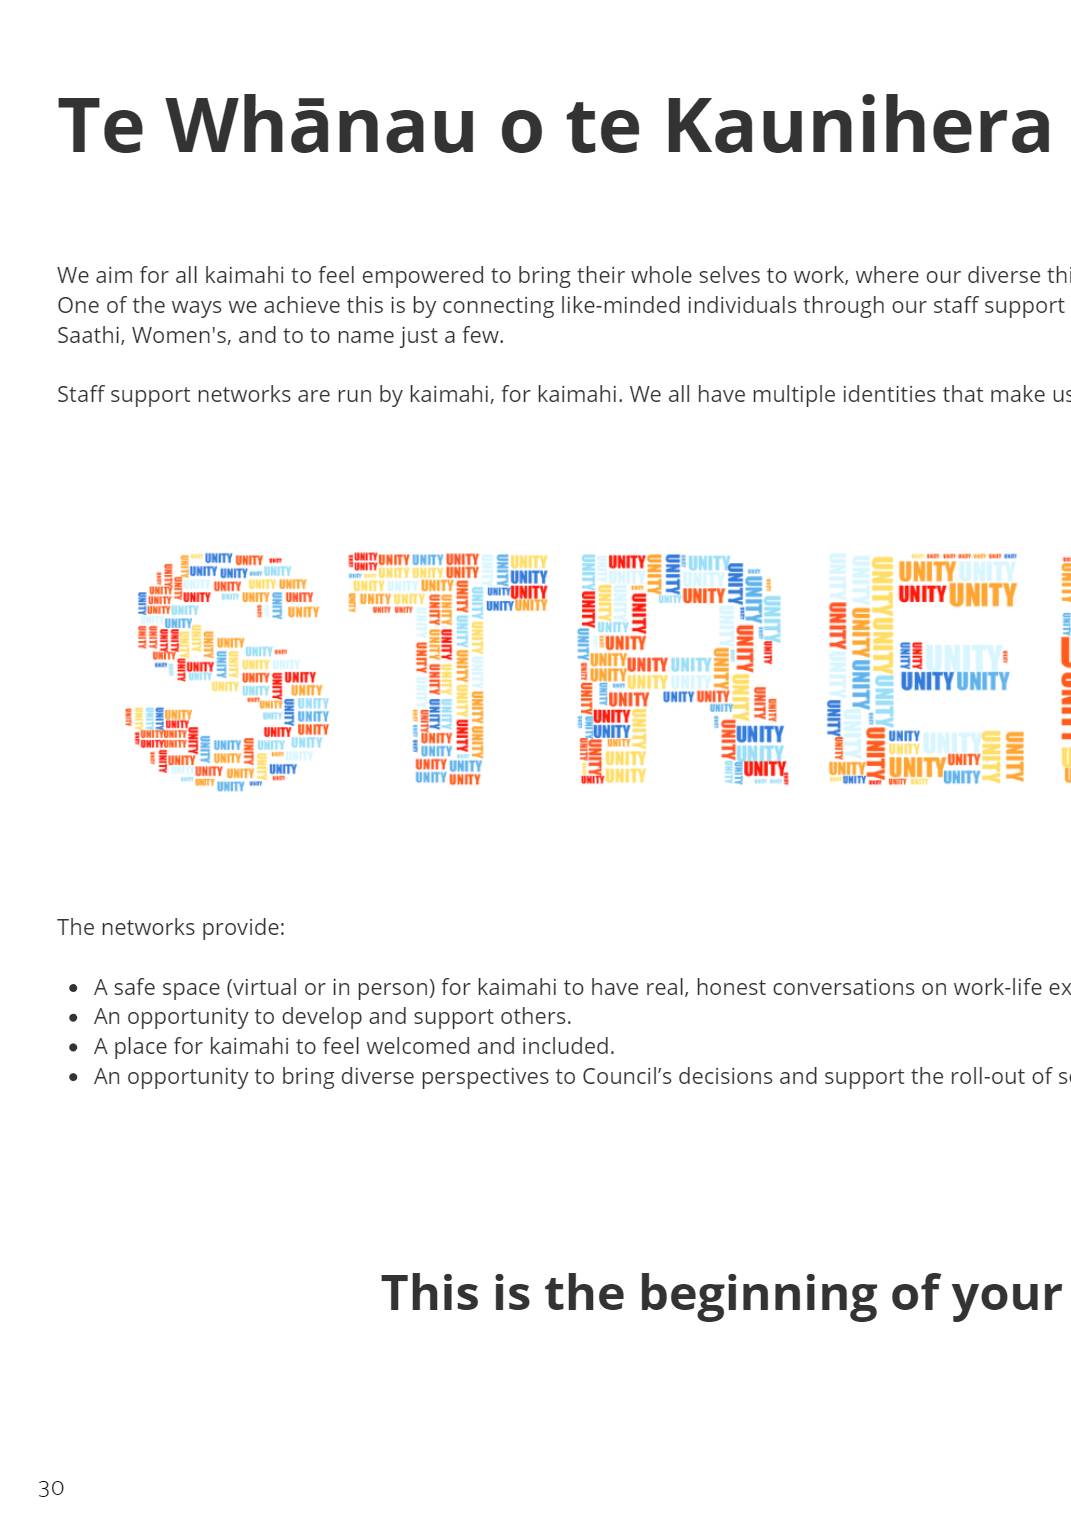 Te Whānau o te Kaunihera
We aim for all kaimahi to feel empowered to bring their whole selves to work, where our diverse thi
One of the ways we achieve this is by connecting like-minded individuals through our staff support
Saathi, Women's, and to to name just a few.
Staff support networks are run by kaimahi, for kaimahi. We all have multiple identities that make us
STRE
The networks provide:
• A safe space (virtual or in person) for kaimahi to have real, honest conversations on work-life ex
• An opportunity to develop and support others.
• A place for kaimahi to feel welcomed and included.
• An opportunity to bring diverse perspectives to Council’s decisions and support the roll-out of s
This is the beginning of your
30